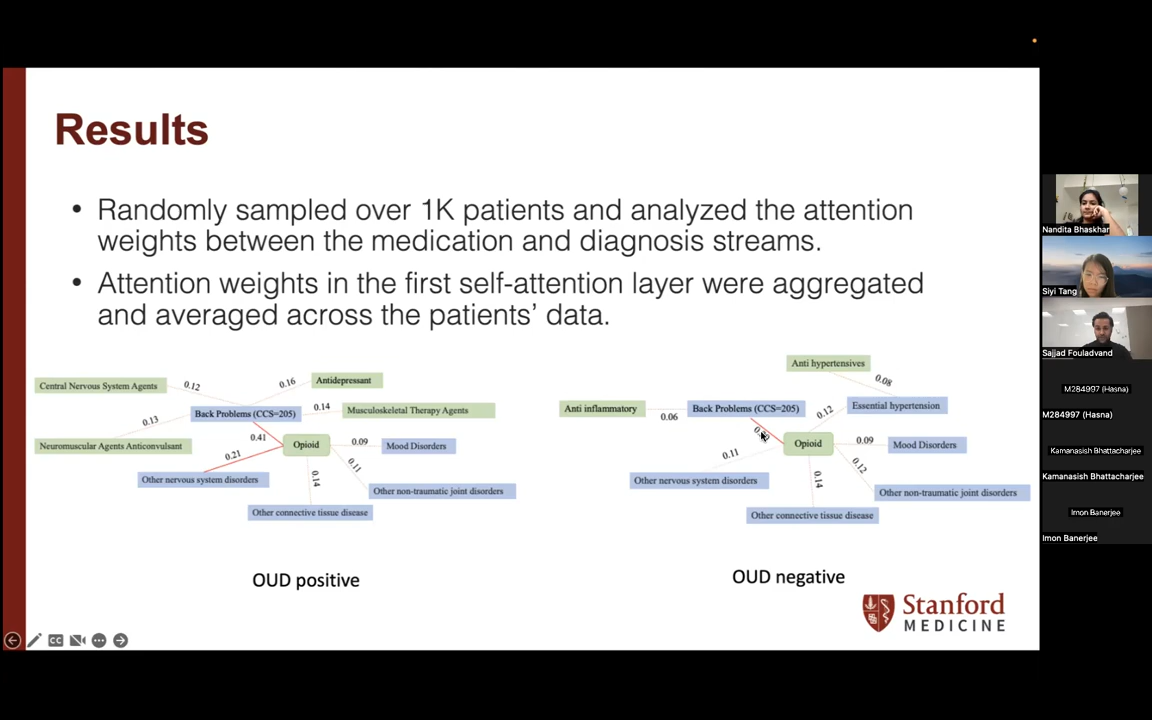 Results
• Randomly sampled over 1K patients and analyzed the attention
weights between the medication and diagnosis streams.
• Attention weights in the first self-attention layer were aggregated
and averaged across the patients' data.
Central Nervous System Agents
0.12
0.16
Antidepressant
Back Problems (CCS=205)
0.14
Musculoskeletal Therapy Agents
0.13
Neuromuscular Agents Anticonvulsant
0.41
Opioid
0.09
Mood Disorders
0.21
Other nervous system disorders
0.14
0.11
Other non-traumatic joint disorders
Other connective tissue disease
OUD positive
Anti hypertensives
0.08
Anti inflammatory
0.06
Back Problems (CCS=205)
0.12
Essential hypertension
Opioid
0.09
Mood Disorders
0.11
Other nervous system disorders
0.14
0.12
Other non-traumatic joint disorders
Other connective tissue disease
OUD negative
Stanford
MEDICINE
CC
Nandita Bhaskhar
Siyi Tang
Sajjad Fouladvand
M284997 (Hasna)
M284997 (Hasna)
Kamanasish Bhattacharjee
Kamanasish Bhattacharjee
Imon Banerjee
Imon Banerjee